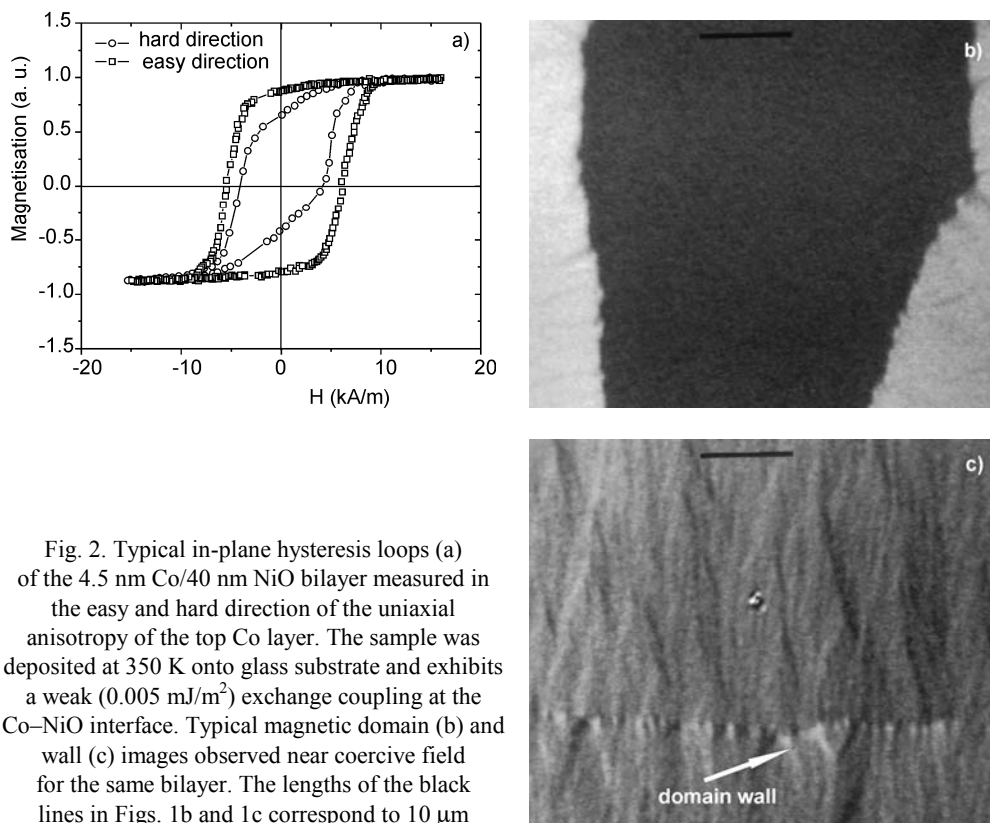 1.5
1.0
0.5
0.0
-0.5
-1.0
-1.5
Magnetisation (a. u.)
hard direction
easy direction
a)
-20
-10
0
10
20
H (kA/m)
b)
c)
domain wall
Fig. 2. Typical in-plane hysteresis loops (a)
of the 4.5 nm Co/40 nm NiO bilayer measured in
the easy and hard direction of the uniaxial
anisotropy of the top Co layer. The sample was
deposited at 350 K onto glass substrate and exhibits
a weak (0.005 mJ/m²) exchange coupling at the
Co–NiO interface. Typical magnetic domain (b) and
wall (c) images observed near coercive field
for the same bilayer. The lengths of the black
lines in Figs. 1b and 1c correspond to 10 μm